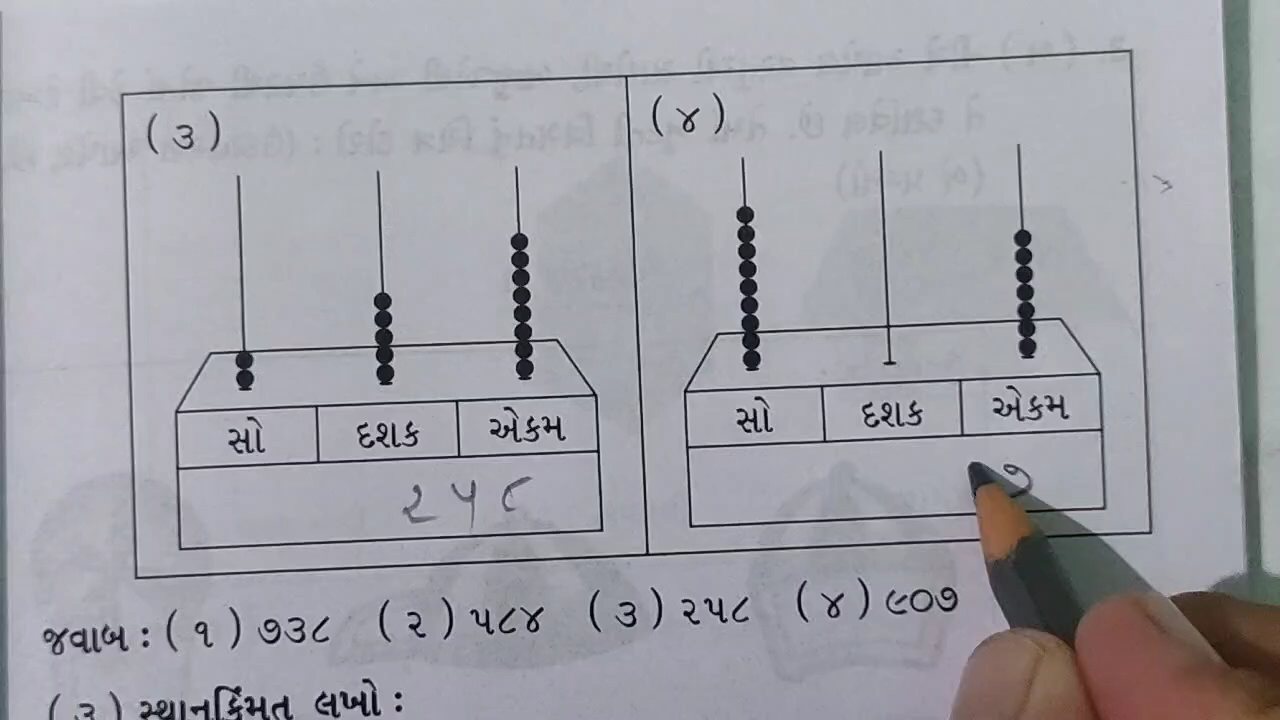 (૩)
(૪)
સો દશક એકમ
સો દશક એકમ
૨૫૮
૭
જવાબ : (૧) ૭૩૮ (૨) ૫૮૪ (૩) ૨૫૮ (૪) ૯૦૭
(૩) સ્થાનકિંમત લખો :